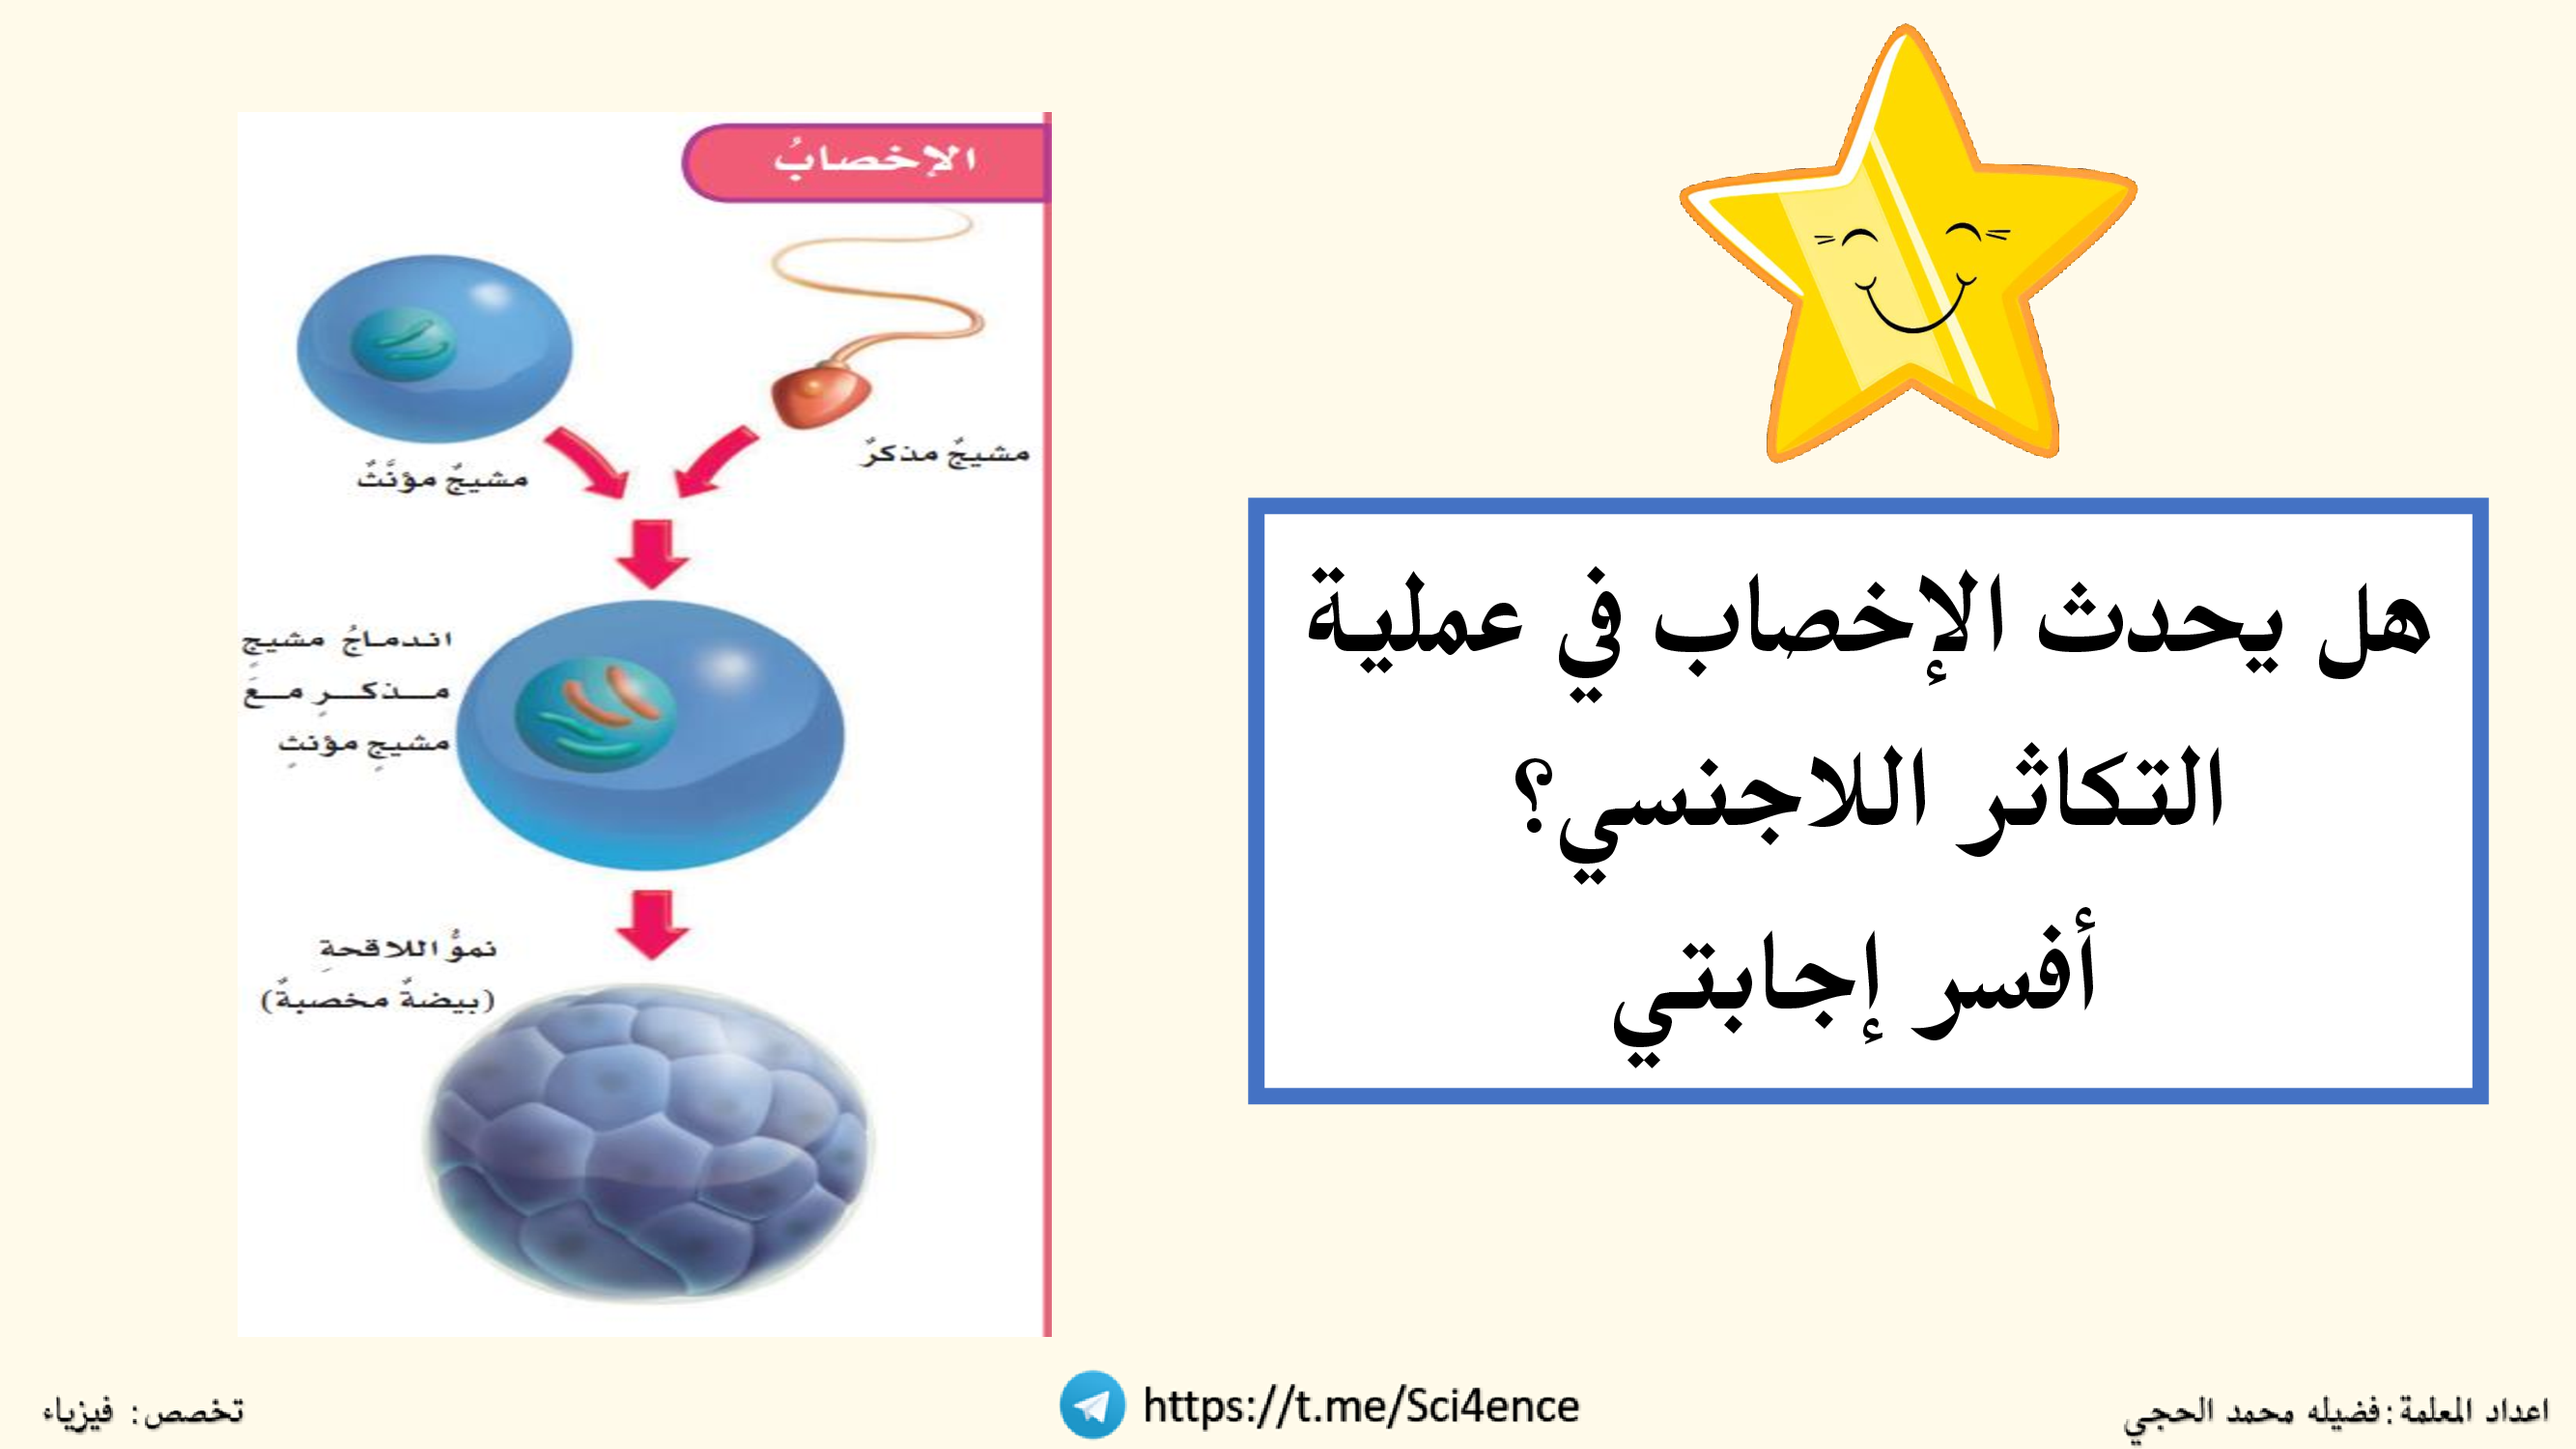 الإخصابُ
مشيجٌ مذكرٌ
مشيجٌ مؤنَّثٌ
اندماجُ مشيجٍ
مذكرٍ معَ
مشيجٍ مؤنثٍ
نموُّ اللاقحةِ
(بيضةٌ مخصبةٌ)
هل يحدث الإخصاب في عملية
التكاثر اللاجنسي؟
أفسر إجابتي
اعداد المعلمة:فضيله محمد الحجي
https://t.me/Sci4ence
تخصص: فيزياء